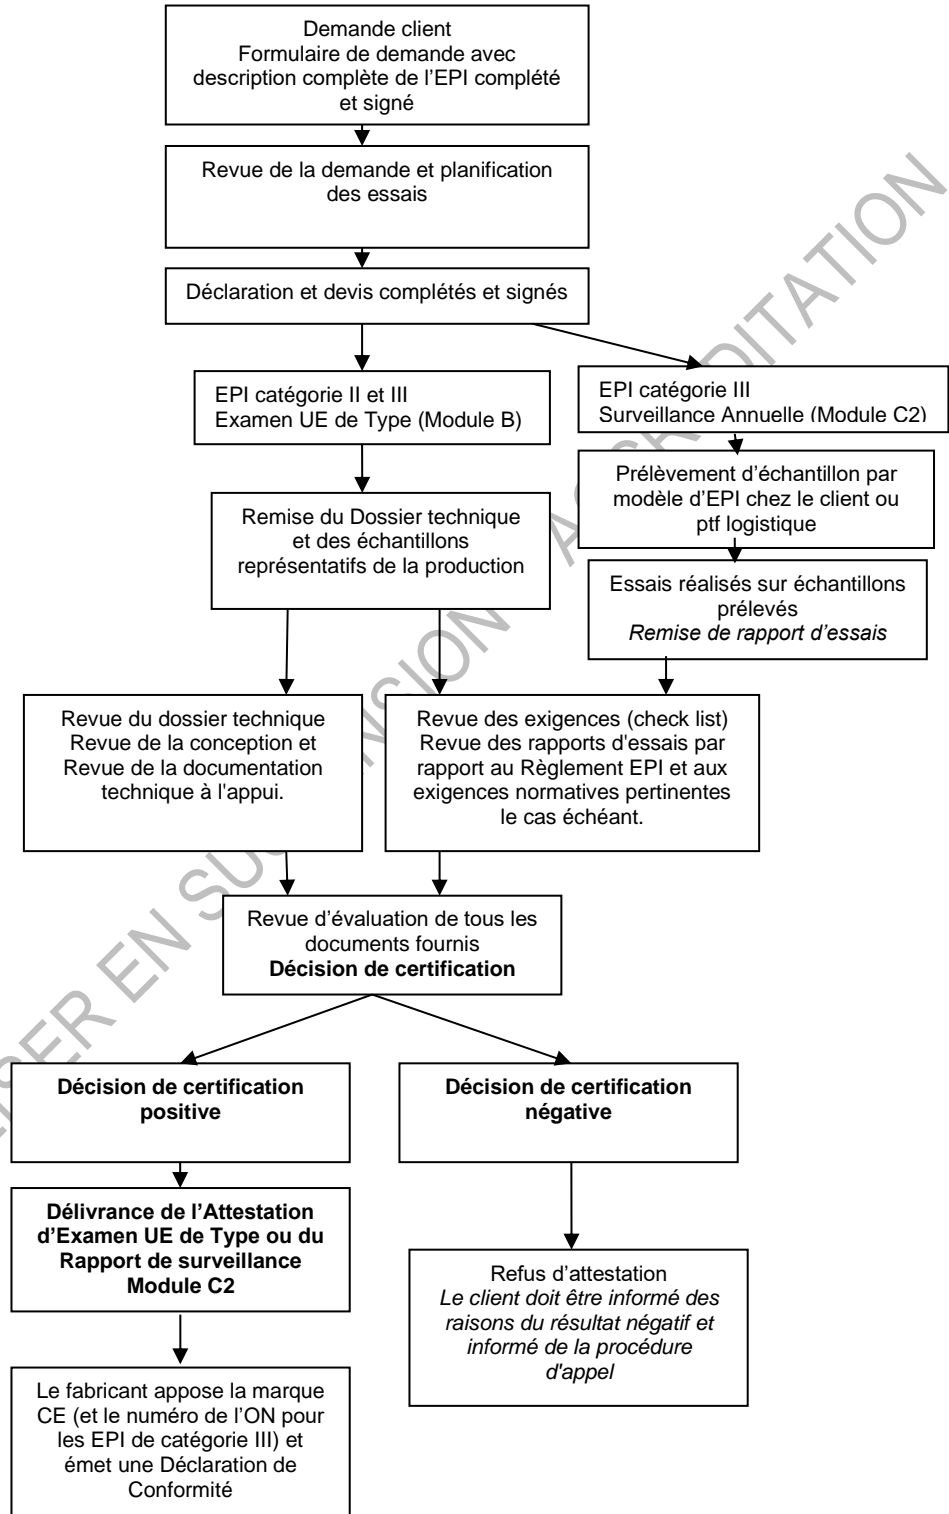 Demande client
Formulaire de demande avec
description complète de l'EPI complété
et signé
Revue de la demande et planification
des essais
Déclaration et devis complétés et signés
EPI catégorie II et III
Examen UE de Type (Module B)
EPI catégorie III
Surveillance Annuelle (Module C2)
Prélèvement d'échantillon par
modèle d'EPI chez le client ou
ptf logistique
Remise du Dossier technique
et des échantillons
représentatifs de la production
Essais réalisés sur échantillons
prélevés
Remise de rapport d'essais
Revue du dossier technique
Revue de la conception et
Revue de la documentation
technique à l'appui.
Revue des exigences (check list)
Revue des rapports d'essais par
rapport au Règlement EPI et aux
exigences normatives pertinentes
le cas échéant.
Revue d'évaluation de tous les
documents fournis
Décision de certification
Décision de certification
positive
Décision de certification
négative
Délivrance de l'Attestation
d'Examen UE de Type ou du
Rapport de surveillance
Module C2
Refus d'attestation
Le client doit être informé des
raisons du résultat négatif et
informé de la procédure
d'appel
Le fabricant appose la marque
CE (et le numéro de l'ON pour
les EPI de catégorie III) et
émet une Déclaration de
Conformité